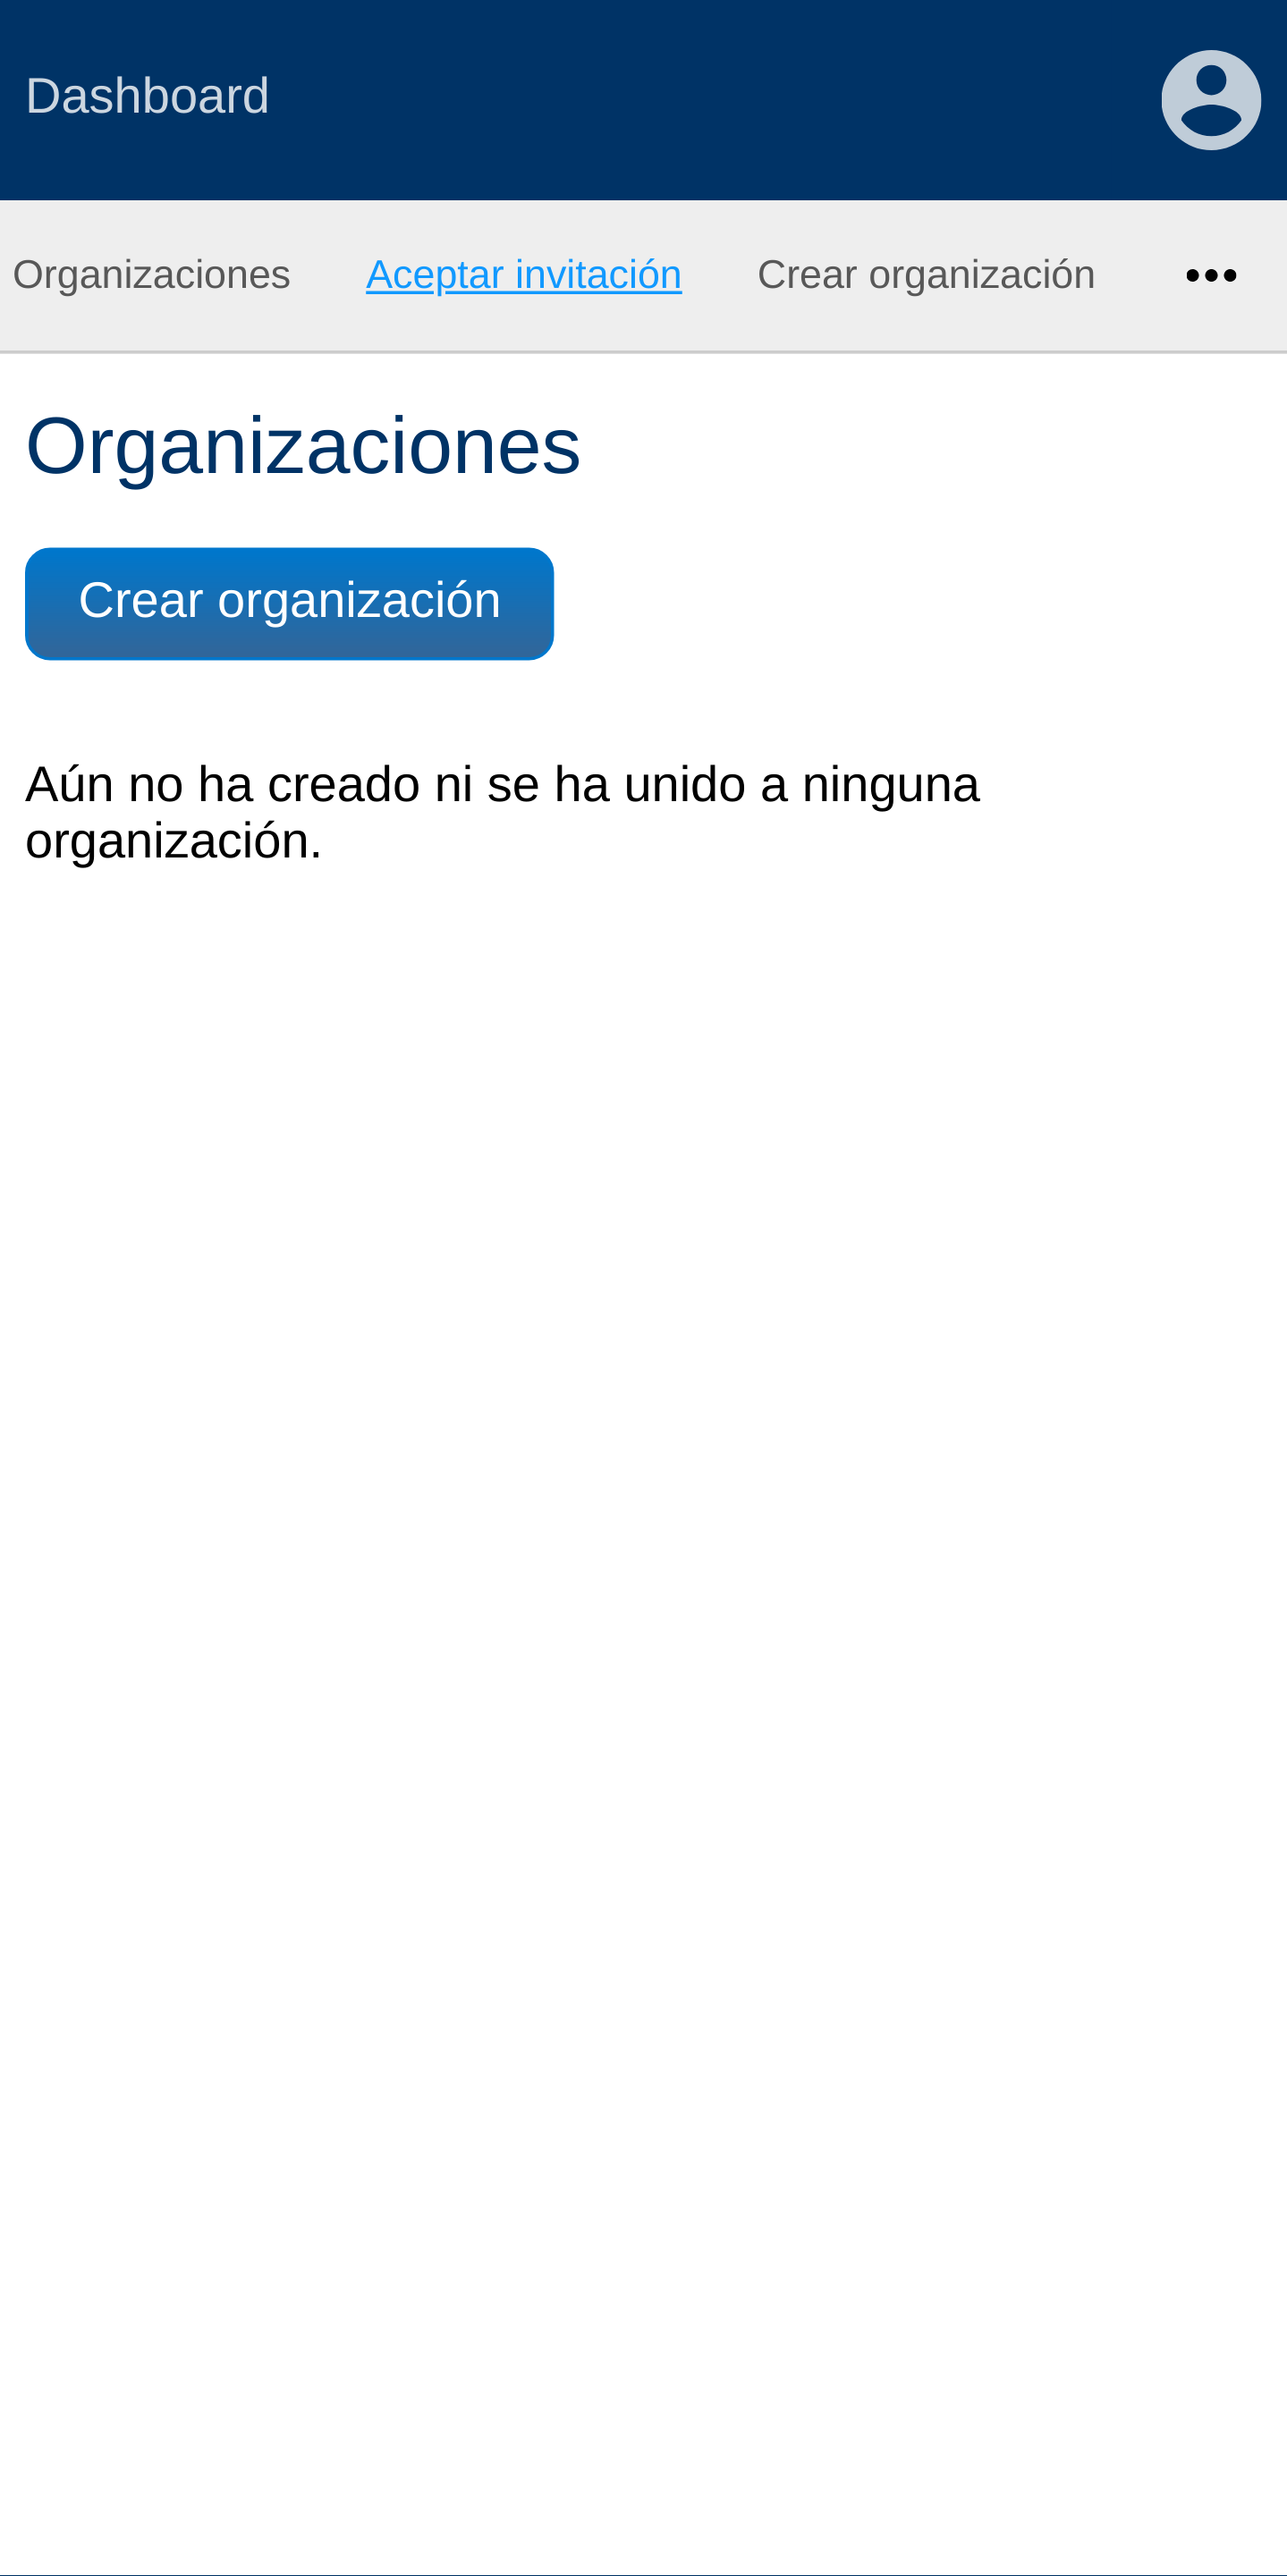 Dashboard
Organizaciones Aceptar invitación Crear organización
Organizaciones
Crear organización
Aún no ha creado ni se ha unido a ninguna
organización.